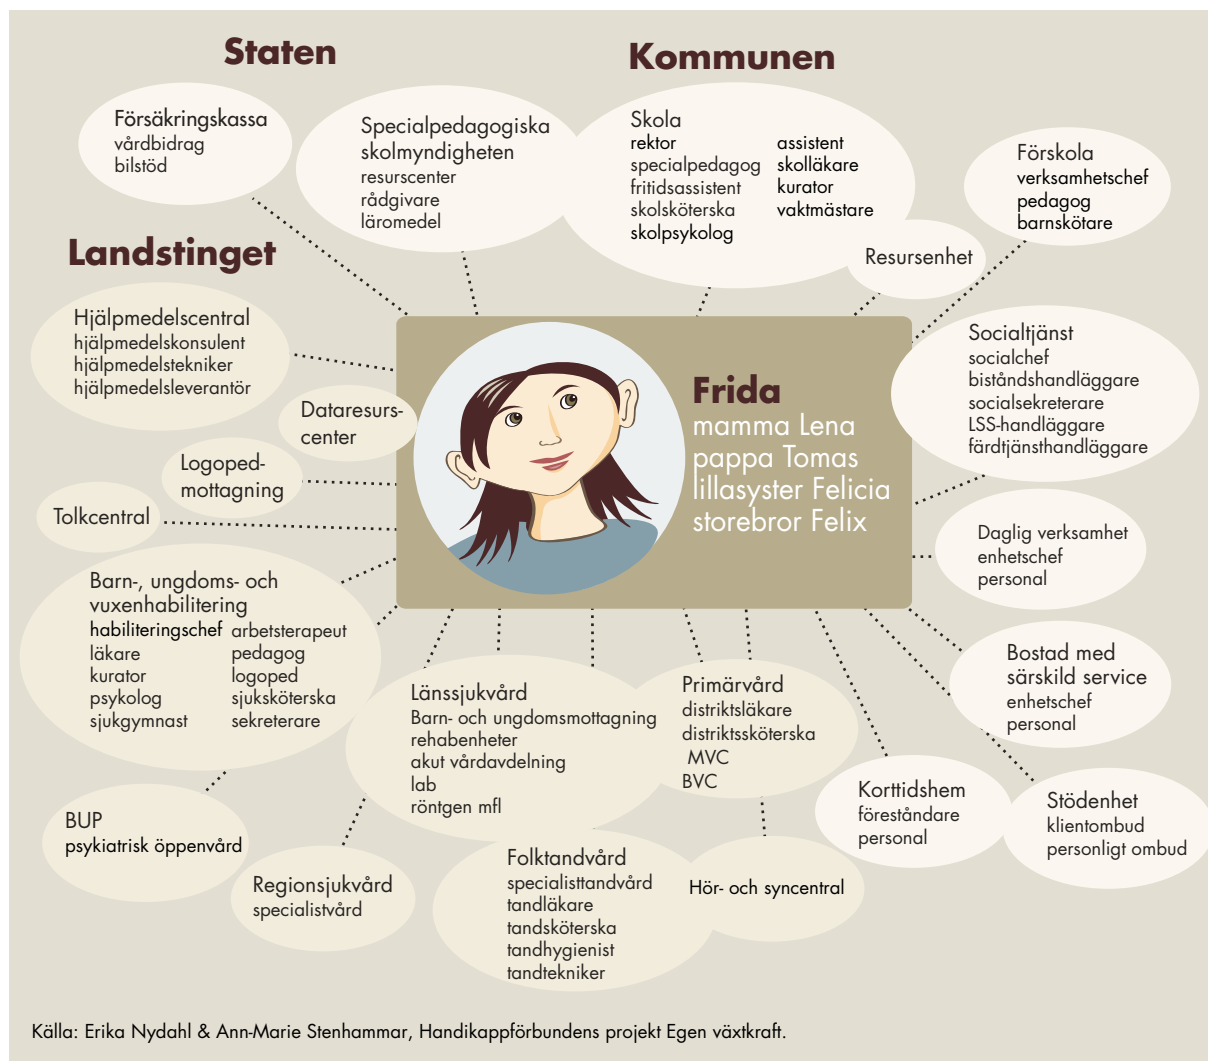 Staten
Försäkringskassa
vårdbidrag
bilstöd
Specialpedagogiska
skolmyndigheten
resurscenter
rådgivare
läromedel
Kommunen
Skola
rektor
specialpedagog
fritidsassistent
skolsköterska
skolpsykolog
assistent
skolläkare
kurator
vaktmästare
Resursenhet
Förskola
verksamhetschef
pedagog
barnskötare
Socialtjänst
socialchef
biståndshandläggare
socialsekreterare
LSS-handläggare
färdtjänsthandläggare
Daglig verksamhet
enhetschef
personal
Bostad med
särskild service
enhetschef
personal
Stödenhet
klientombud
personligt ombud
Korttidshem
föreståndare
personal
Frida
mamma Lena
pappa Tomas
lillasyster Felicia
storebror Felix
Landstinget
Hjälpmedelscentral
hjälpmedelskonsulent
hjälpmedelstekniker
hjälpmedelsleverantör
Dataresurs-
center
Logoped-
mottagning
Tolkcentral
Barn-, ungdoms- och
vuxenhabilitering
habiliteringschef
läkare
kurator
psykolog
sjukgymnast
arbetsterapeut
pedagog
logoped
sjuksköterska
sekreterare
BUP
psykiatrisk öppenvård
Regionsjukvård
specialistvård
Länssjukvård
Barn- och ungdomsmottagning
rehabenheter
akut vårdavdelning
lab
röntgen mfl
Primärvård
distriktsläkare
distriktssköterska
MVC
BVC
Folktandvård
specialisttandvård
tandläkare
tandsköterska
tandhygienist
tandtekniker
Hör- och syncentral
Källa: Erika Nydahl & Ann-Marie Stenhammar, Handikappförbundens projekt Egen växtkraft.